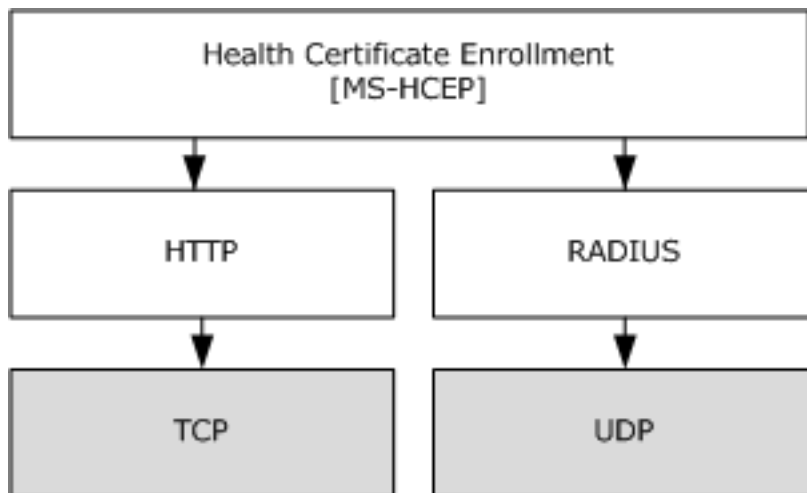 Health Certificate Enrollment
[MS-HCEP]
HTTP
RADIUS
TCP
UDP